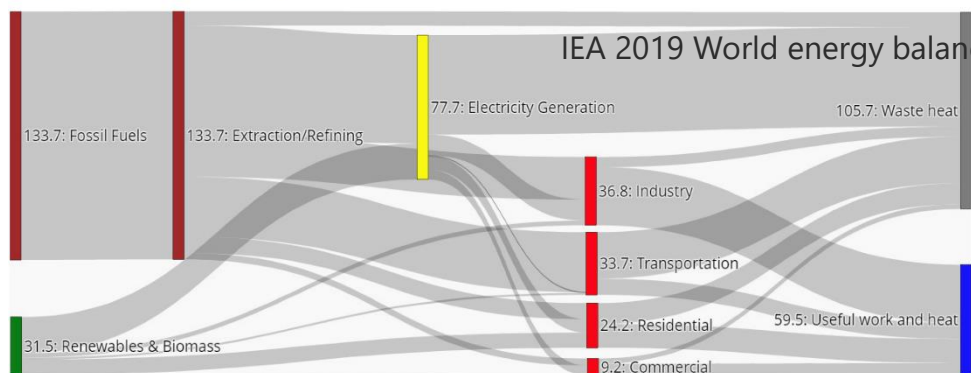 IEA 2019 World energy balan
77.7: Electricity Generation
105.7: Waste heat
133.7: Fossil Fuels
133.7: Extraction/Refining
36.8: Industry
33.7: Transportation
59.5: Useful work and heat
24.2: Residential
31.5: Renewables & Biomass
9.2: Commercial